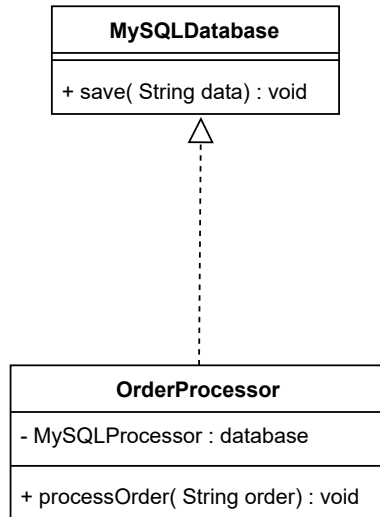 MySQLDatabase
+ save( String data) : void
OrderProcessor
- MySQLProcessor : database
+ processOrder( String order) : void